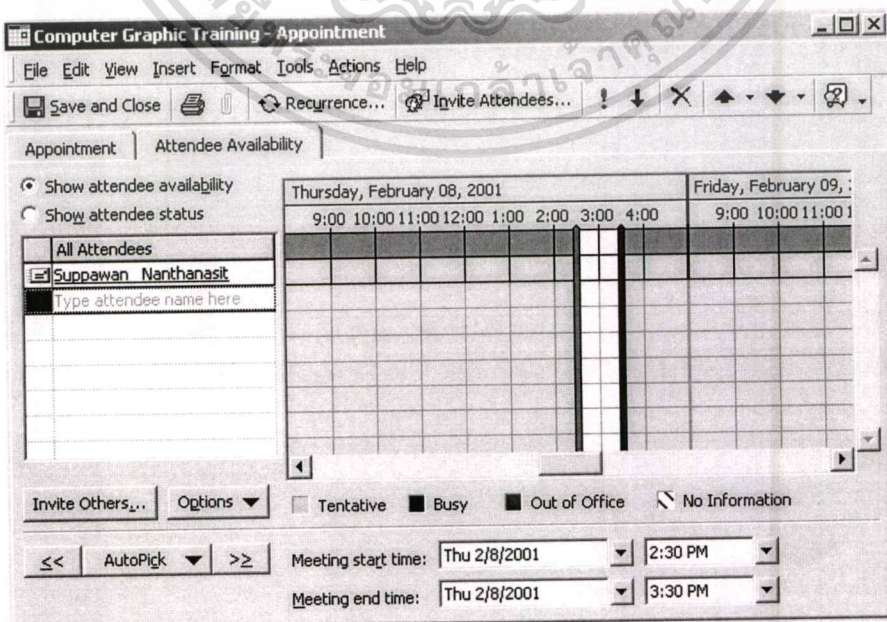 Computer Graphic Training - Appointment
File Edit View Insert Format Tools Actions Help
Save and Close Recurrence... Invite Attendees...
Appointment Attendee Availability
Show attendee availability
Show attendee status
Thursday, February 08, 2001 Friday, February 09,
9:00 10:00 11:00 12:00 1:00 2:00 3:00 4:00 9:00 10:00 11:00 1
All Attendees
Suppawan Nanthanasit
Type attendee name here
Invite Others... Options
Tentative Busy Out of Office No Information
<< AutoPick >>
Meeting start time: Thu 2/8/2001 2:30 PM
Meeting end time: Thu 2/8/2001 3:30 PM